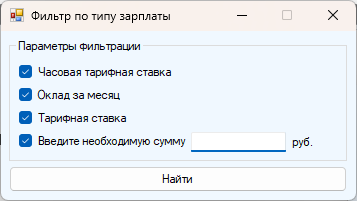 Фильтр по типу зарплаты
Параметры фильтрации
Часовая тарифная ставка
Оклад за месяц
Тарифная ставка
Введите необходимую сумму руб.
Найти